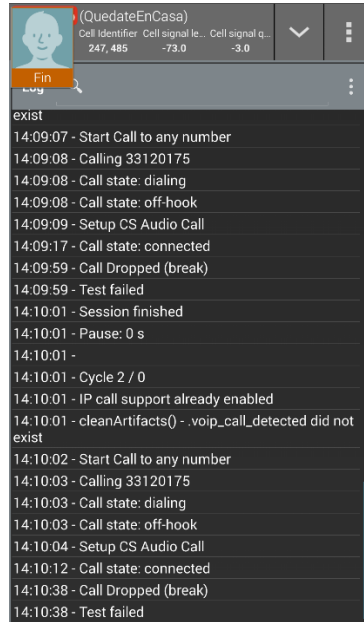 (QuedateEnCasa)
Cell Identifier Cell signal le... Cell signal q...
247, 485 -73.0 -3.0
Fin
Log
exist
14:09:07 - Start Call to any number
14:09:08 - Calling 33120175
14:09:08 - Call state: dialing
14:09:08 - Call state: off-hook
14:09:09 - Setup CS Audio Call
14:09:17 - Call state: connected
14:09:59 - Call Dropped (break)
14:09:59 - Test failed
14:10:01 - Session finished
14:10:01 - Pause: 0 s
14:10:01 -
14:10:01 - Cycle 2 / 0
14:10:01 - IP call support already enabled
14:10:01 - cleanArtifacts() - .voip_call_detected did not
exist
14:10:02 - Start Call to any number
14:10:03 - Calling 33120175
14:10:03 - Call state: dialing
14:10:03 - Call state: off-hook
14:10:04 - Setup CS Audio Call
14:10:12 - Call state: connected
14:10:38 - Call Dropped (break)
14:10:38 - Test failed